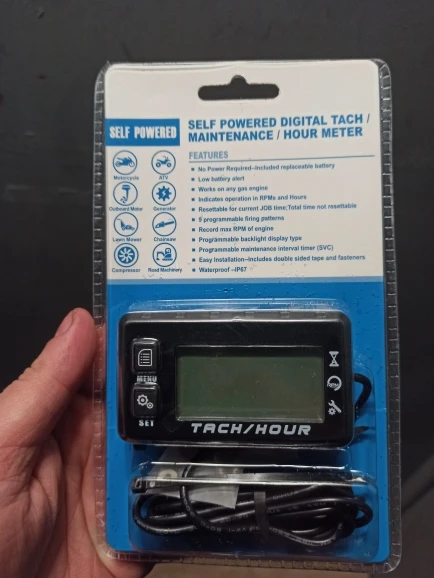 SELF POWERED
SELF POWERED DIGITAL TACH /
MAINTENANCE / HOUR METER
FEATURES
No Power Required--Included replaceable battery
Low battery alert
Works on any gas engine
Indicates operation in RPMs and Hours
Resettable for current JOB time;Total time not resettable
9 programmable firing patterns
Record max RPM of engine
Programmable backlight display type
Programmable maintenance interval timer (SVC)
Easy Installation--Includes double sided tape and fasteners
Waterproof --IP67
Motorcycle
ATV
Outboard Motor
Generator
Lawn Mower
Chainsaw
Compressor
Road Machinery
MENU
SET
TACH/HOUR